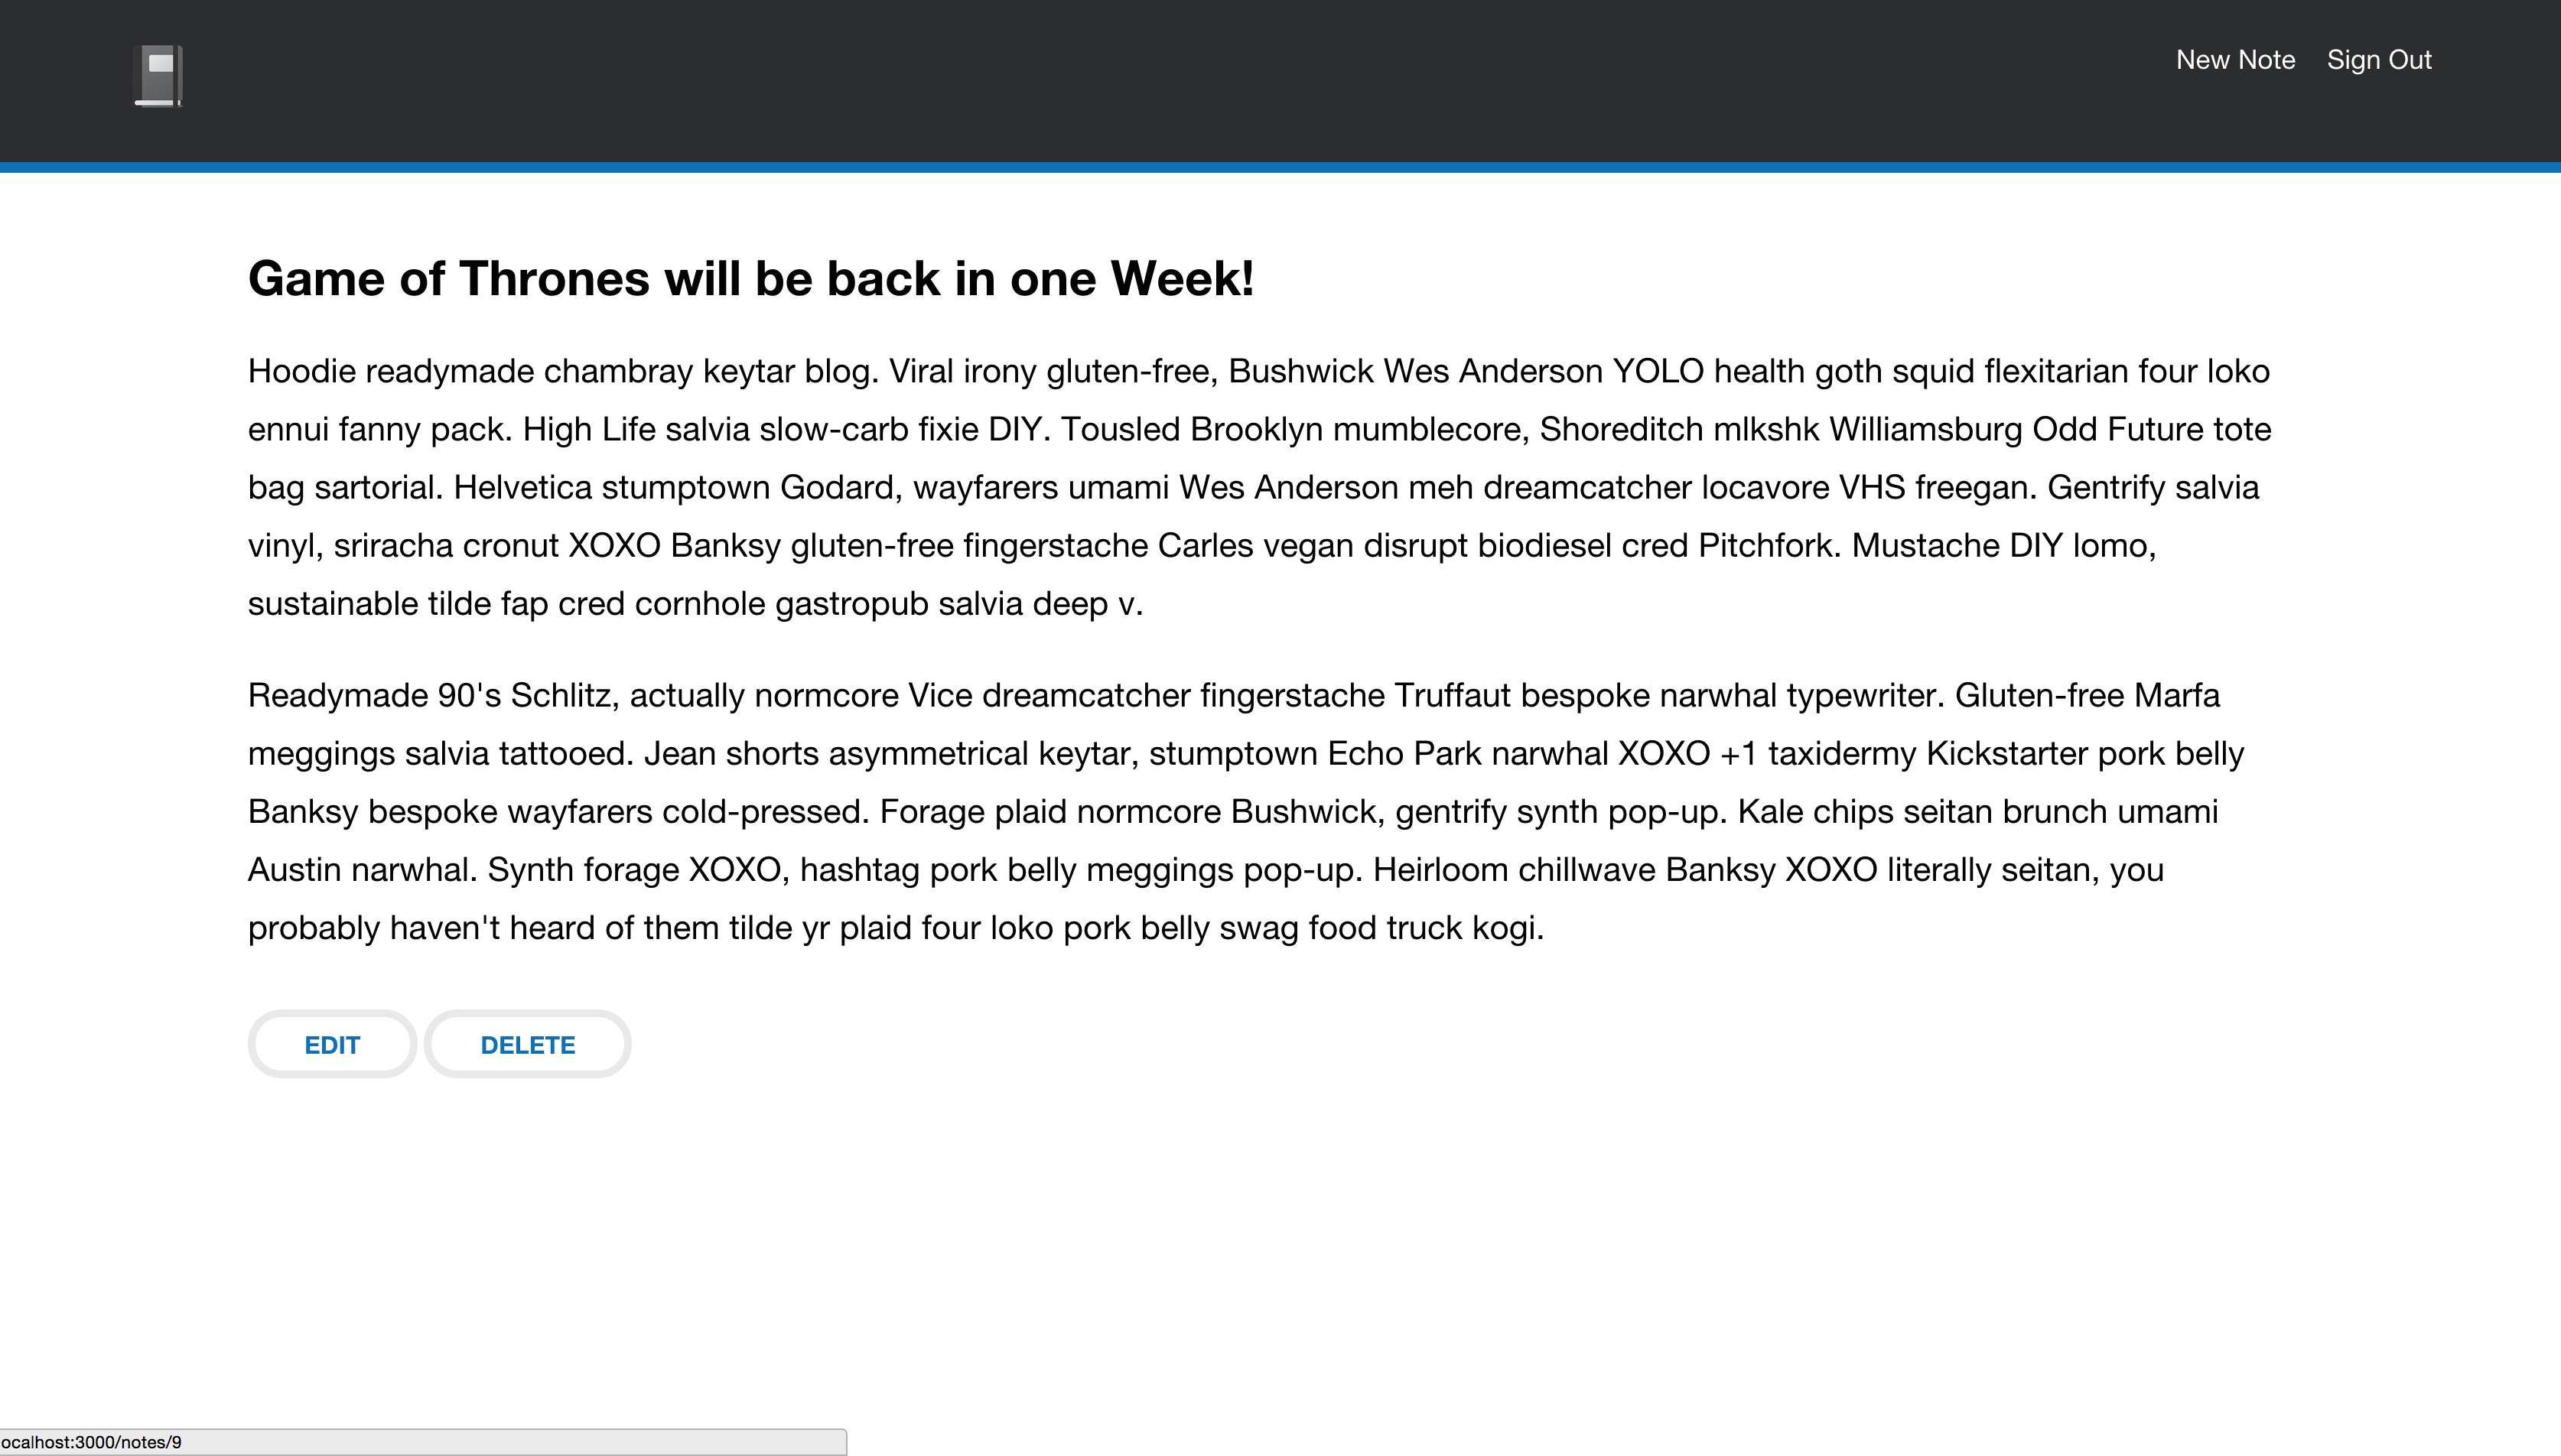 New Note Sign Out
Game of Thrones will be back in one Week!
Hoodie readymade chambray keytar blog. Viral irony gluten-free, Bushwick Wes Anderson YOLO health goth squid flexitarian four loko
ennui fanny pack. High Life salvia slow-carb fixie DIY. Tousled Brooklyn mumblecore, Shoreditch mlkshk Williamsburg Odd Future tote
bag sartorial. Helvetica stumptown Godard, wayfarers umami Wes Anderson meh dreamcatcher locavore VHS freegan. Gentrify salvia
vinyl, sriracha cronut XOXO Banksy gluten-free fingerstache Carles vegan disrupt biodiesel cred Pitchfork. Mustache DIY lomo,
sustainable tilde fap cred cornhole gastropub salvia deep v.
Readymade 90's Schlitz, actually normcore Vice dreamcatcher fingerstache Truffaut bespoke narwhal typewriter. Gluten-free Marfa
meggings salvia tattooed. Jean shorts asymmetrical keytar, stumptown Echo Park narwhal XOXO +1 taxidermy Kickstarter pork belly
Banksy bespoke wayfarers cold-pressed. Forage plaid normcore Bushwick, gentrify synth pop-up. Kale chips seitan brunch umami
Austin narwhal. Synth forage XOXO, hashtag pork belly meggings pop-up. Heirloom chillwave Banksy XOXO literally seitan, you
probably haven't heard of them tilde yr plaid four loko pork belly swag food truck kogi.
EDIT DELETE
ocalhost:3000/notes/9